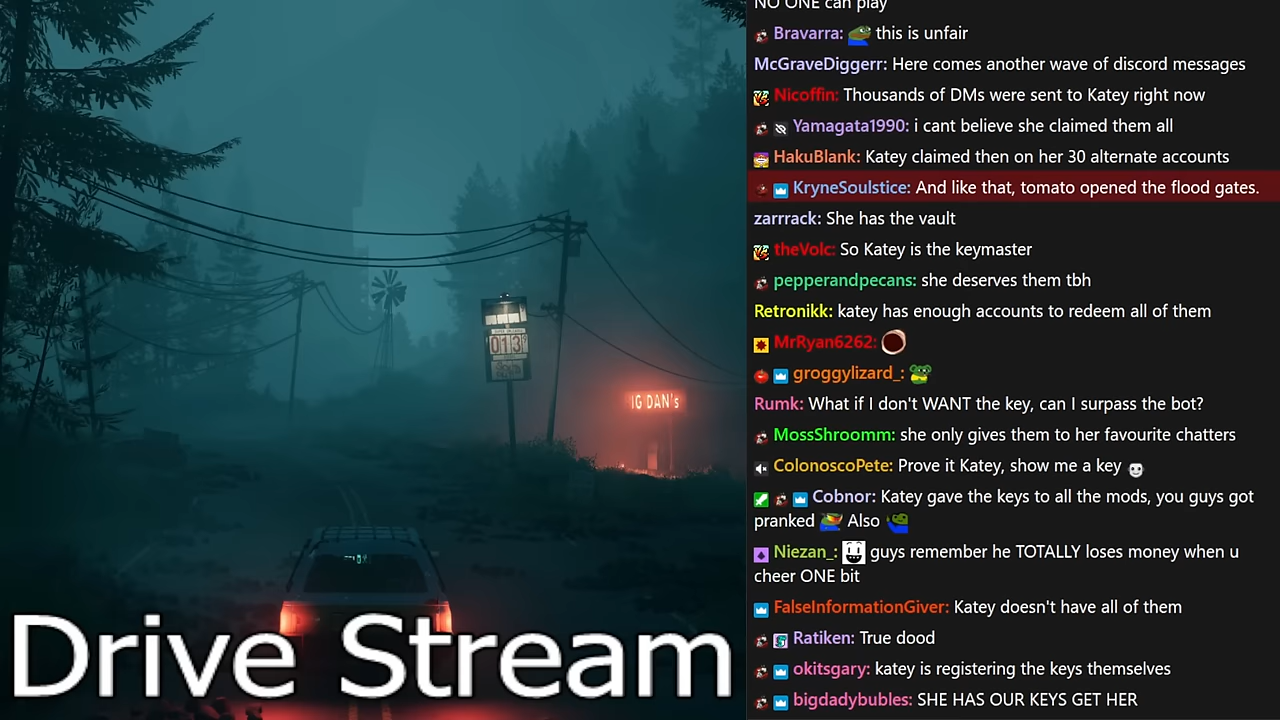 NO ONE can play
Bravarra: this is unfair
McGraveDiggerr: Here comes another wave of discord messages
Nicoffin: Thousands of DMs were sent to Katey right now
Yamagata1990: i cant believe she claimed them all
HakuBlank: Katey claimed then on her 30 alternate accounts
KryneSoulstice: And like that, tomato opened the flood gates.
zarrrack: She has the vault
theVolc: So Katey is the keymaster
pepperandpecans: she deserves them tbh
Retronikk: katey has enough accounts to redeem all of them
MrRyan6262:
groggylizard_:
Rumk: What if I don't WANT the key, can I surpass the bot?
MossShroomm: she only gives them to her favourite chatters
ColonoscoPete: Prove it Katey, show me a key
Cobnor: Katey gave the keys to all the mods, you guys got
pranked Also
Niezan_: guys remember he TOTALLY loses money when u
cheer ONE bit
FalseInformationGiver: Katey doesn't have all of them
Ratiken: True dood
okitsgary: katey is registering the keys themselves
bigdadybubles: SHE HAS OUR KEYS GET HER
013
IG DAN's
Drive Stream